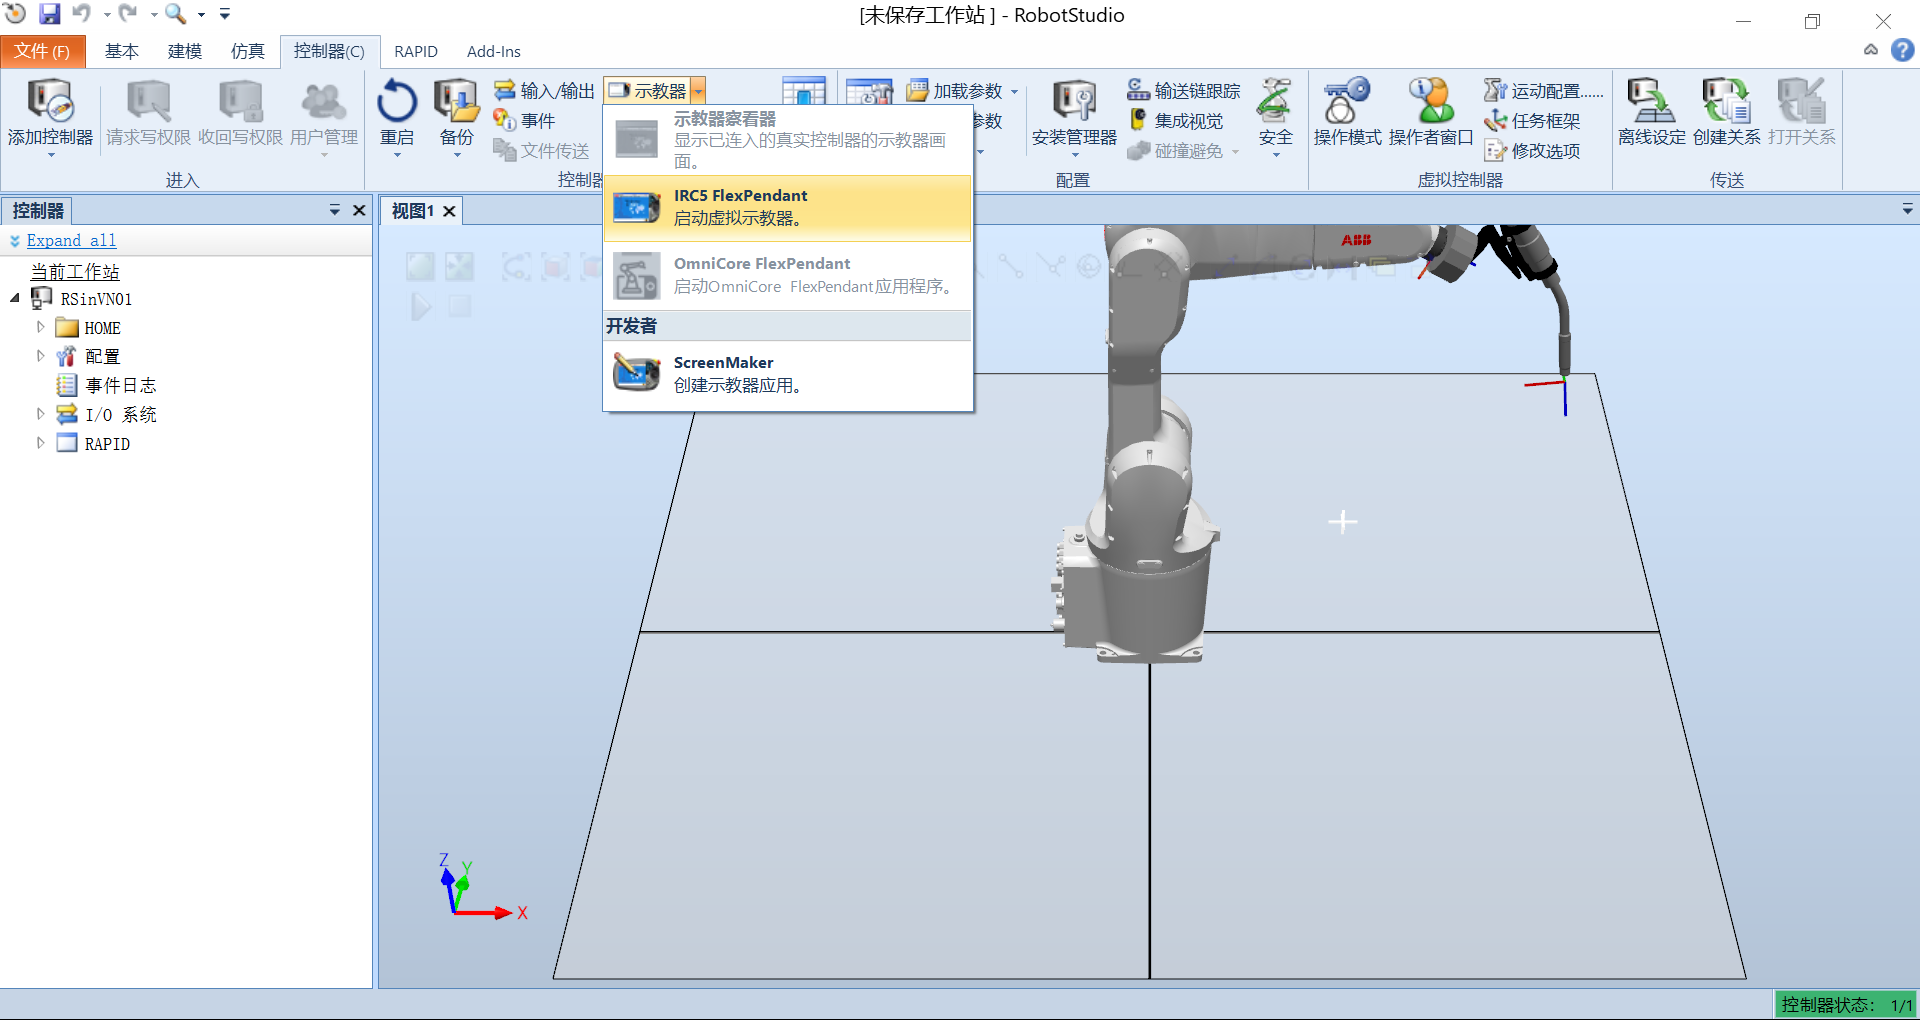 [未保存工作站 ] - RobotStudio
文件 (F)
基本
建模
仿真
控制器(C)
RAPID
Add-Ins
添加控制器
请求写权限
收回写权限
用户管理
进入
重启
备份
输入/输出
事件
文件传送
控制器
示教器
加载参数
参数
安装管理器
输送链跟踪
集成视觉
碰撞避免
安全
配置
操作模式
操作者窗口
运动配置......
任务框架
修改选项
虚拟控制器
离线设定
创建关系
打开关系
传送
示教器察看器
显示已连入的真实控制器的示教器画
面。
IRC5 FlexPendant
启动虚拟示教器。
OmniCore FlexPendant
启动OmniCore FlexPendant应用程序。
开发者
ScreenMaker
创建示教器应用。
控制器
Expand all
当前工作站
RSinVN01
HOME
配置
事件日志
I/O 系统
RAPID
视图1
ABB
Z
Y
X
控制器状态： 1/1